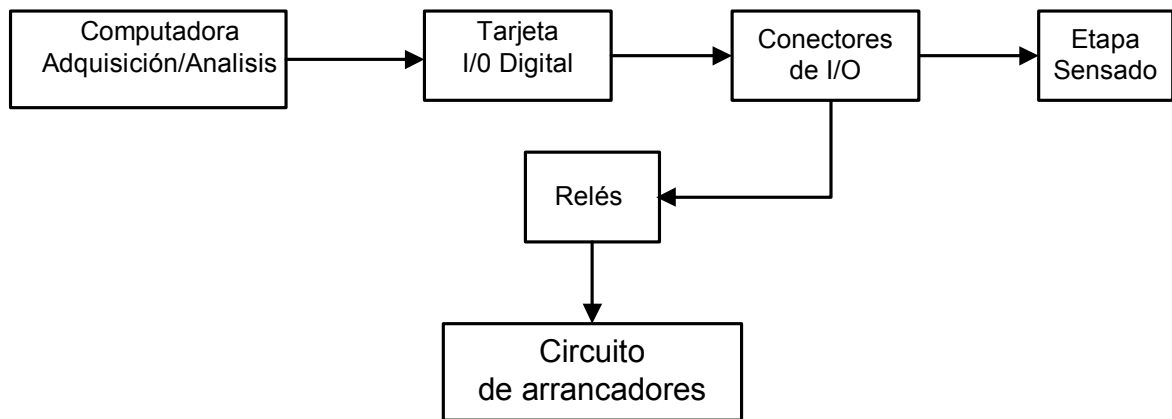 Computadora
Adquisición/Analisis
Tarjeta
I/0 Digital
Conectores
de I/O
Etapa
Sensado
Relés
Circuito
de arrancadores